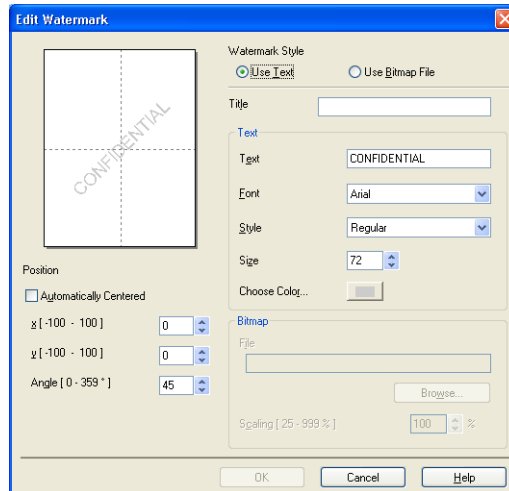 Edit Watermark
CONFIDENTIAL
Position
Automatically Centered
x [ -100 - 100 ] 0
y [ -100 - 100 ] 0
Angle [ 0 - 359 ° ] 45
Watermark Style
Use Text Use Bitmap File
Title
Text
Text CONFIDENTIAL
Font Arial
Style Regular
Size 72
Choose Color...
Bitmap
File
Browse...
Scaling [ 25 - 999 % ] 100 %
OK Cancel Help